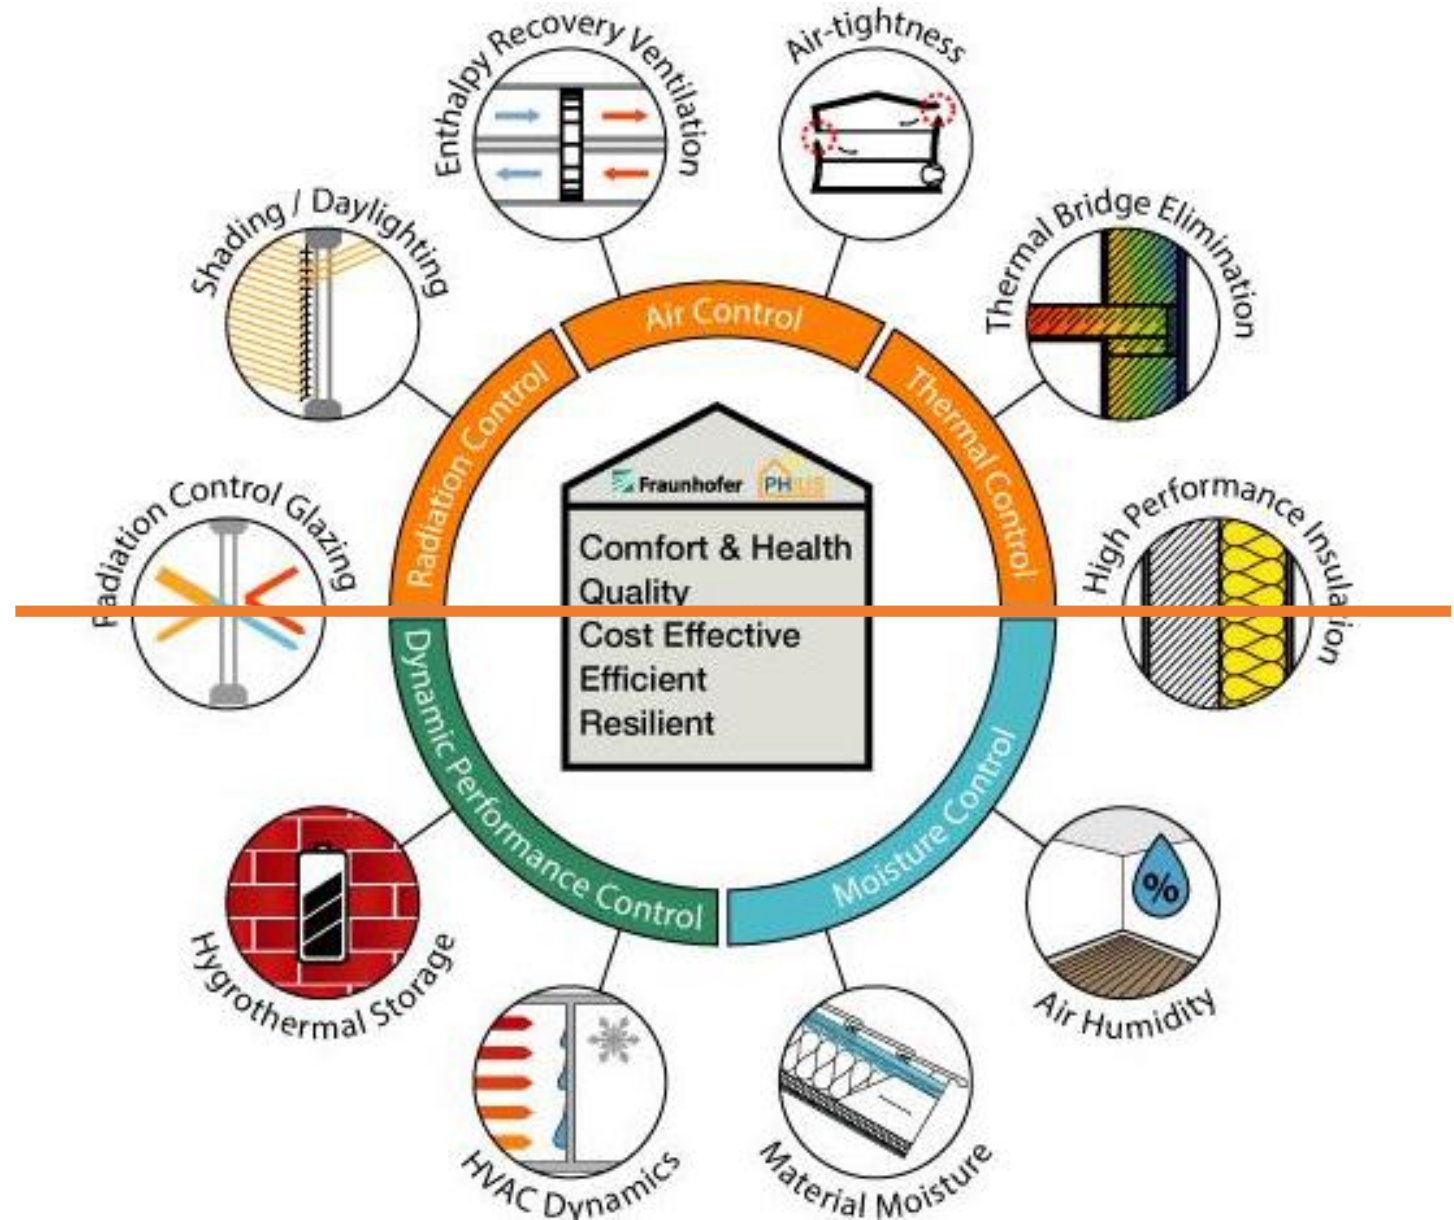 Enthalpy Recovery Ventilation
Air-tightness
Shading / Daylighting
Thermal Bridge Elimination
Air Control
Radiation Control
Thermal Control
Radiation Control Glazing
High Performance Insulation
Fraunhofer
PHIUS
Comfort & Health
Quality
Cost Effective
Efficient
Resilient
Dynamic Performance Control
Moisture Control
Hygrothermal Storage
%
Air Humidity
HVAC Dynamics
Material Moisture